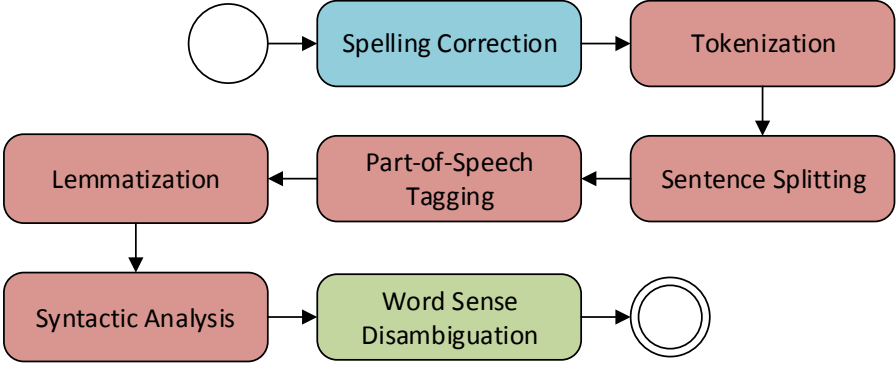 Spelling Correction
Tokenization
Sentence Splitting
Part-of-Speech
Tagging
Lemmatization
Syntactic Analysis
Word Sense
Disambiguation